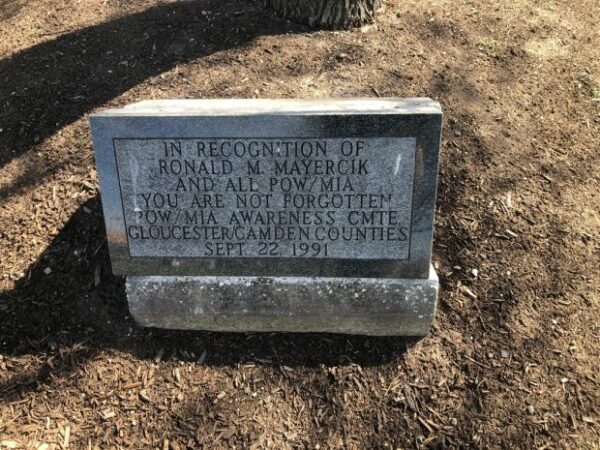 IN RECOGNITION OF
RONALD M. MAYERCIK
AND ALL POW/MIA
YOU ARE NOT FORGOTTEN
POW/MIA AWARENESS CMTE
GLOUCESTER/CAMDEN COUNTIES
SEPT. 22, 1991